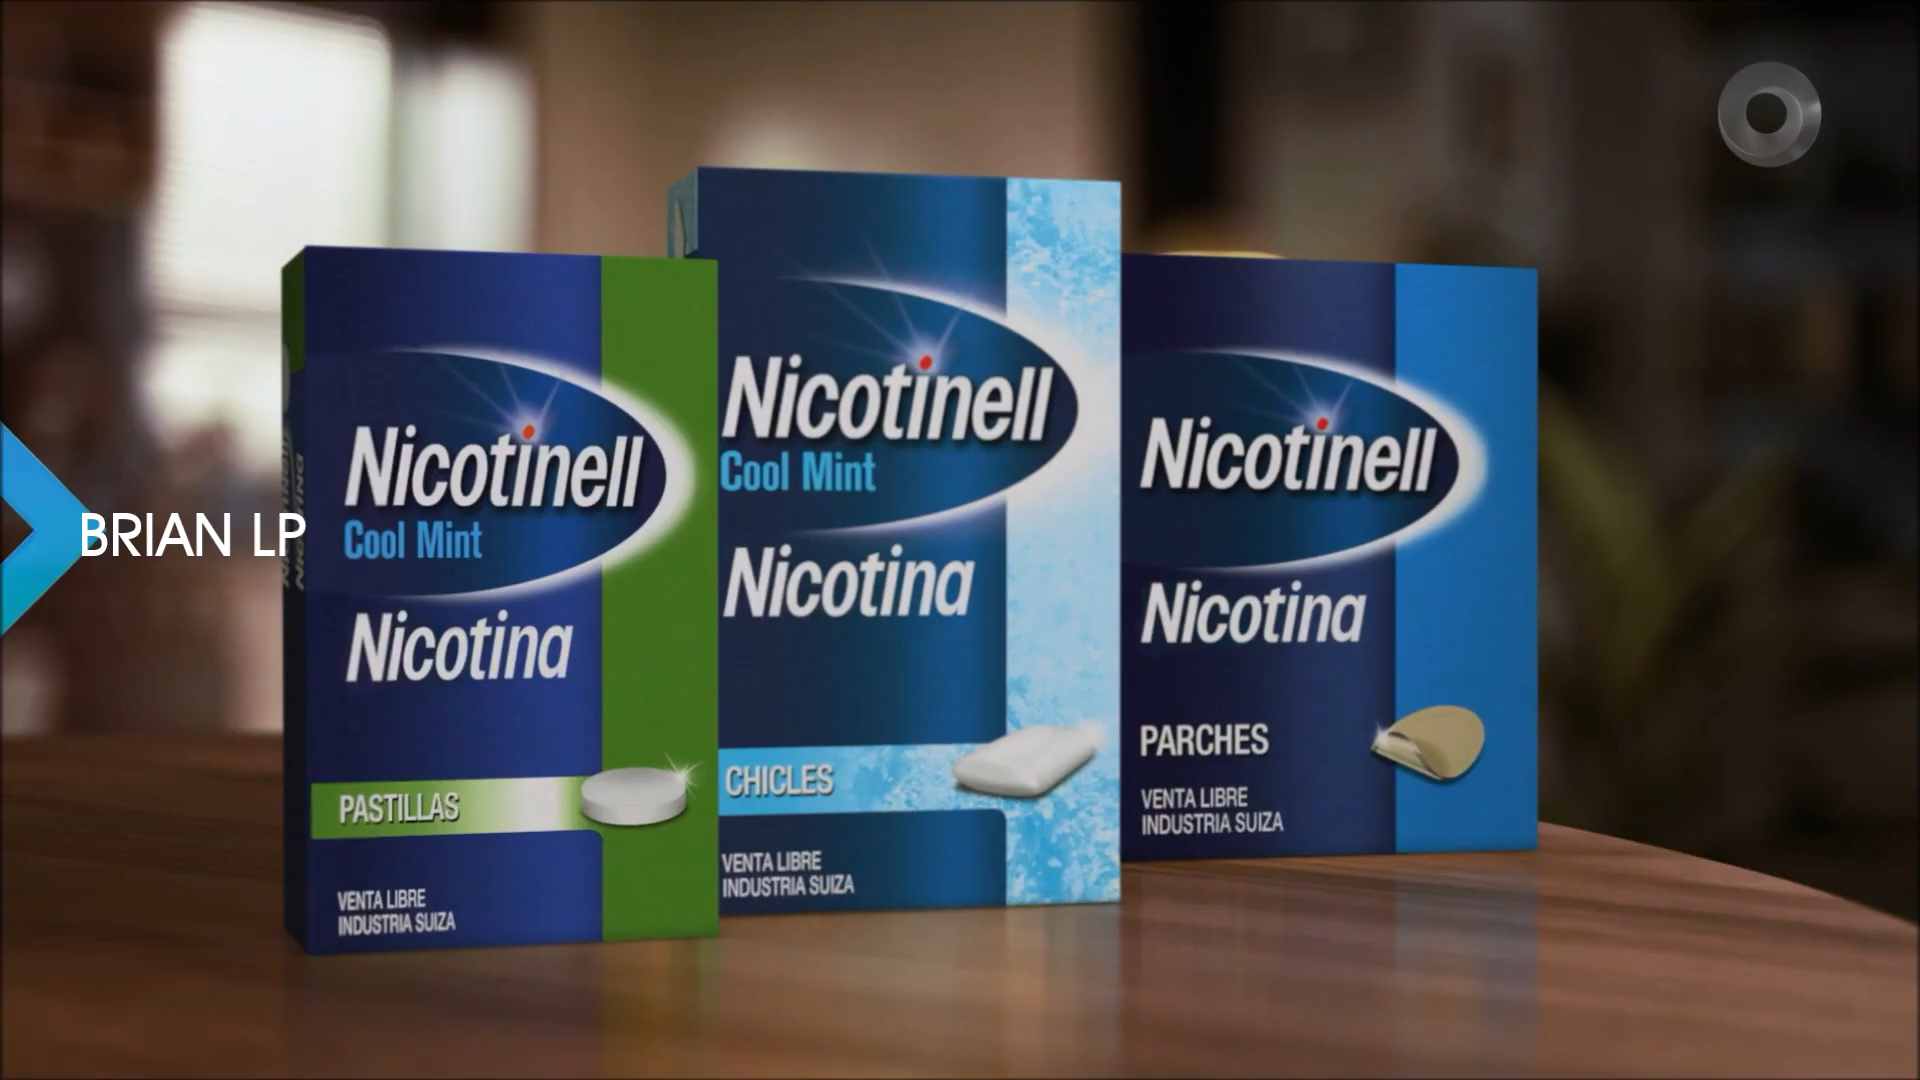 BRIAN LP
Nicotinell
Cool Mint
Nicotina
PASTILLAS
VENTA LIBRE
INDUSTRIA SUIZA
Nicotinell
Cool Mint
Nicotina
CHICLES
VENTA LIBRE
INDUSTRIA SUIZA
Nicotinell
Nicotina
PARCHES
VENTA LIBRE
INDUSTRIA SUIZA